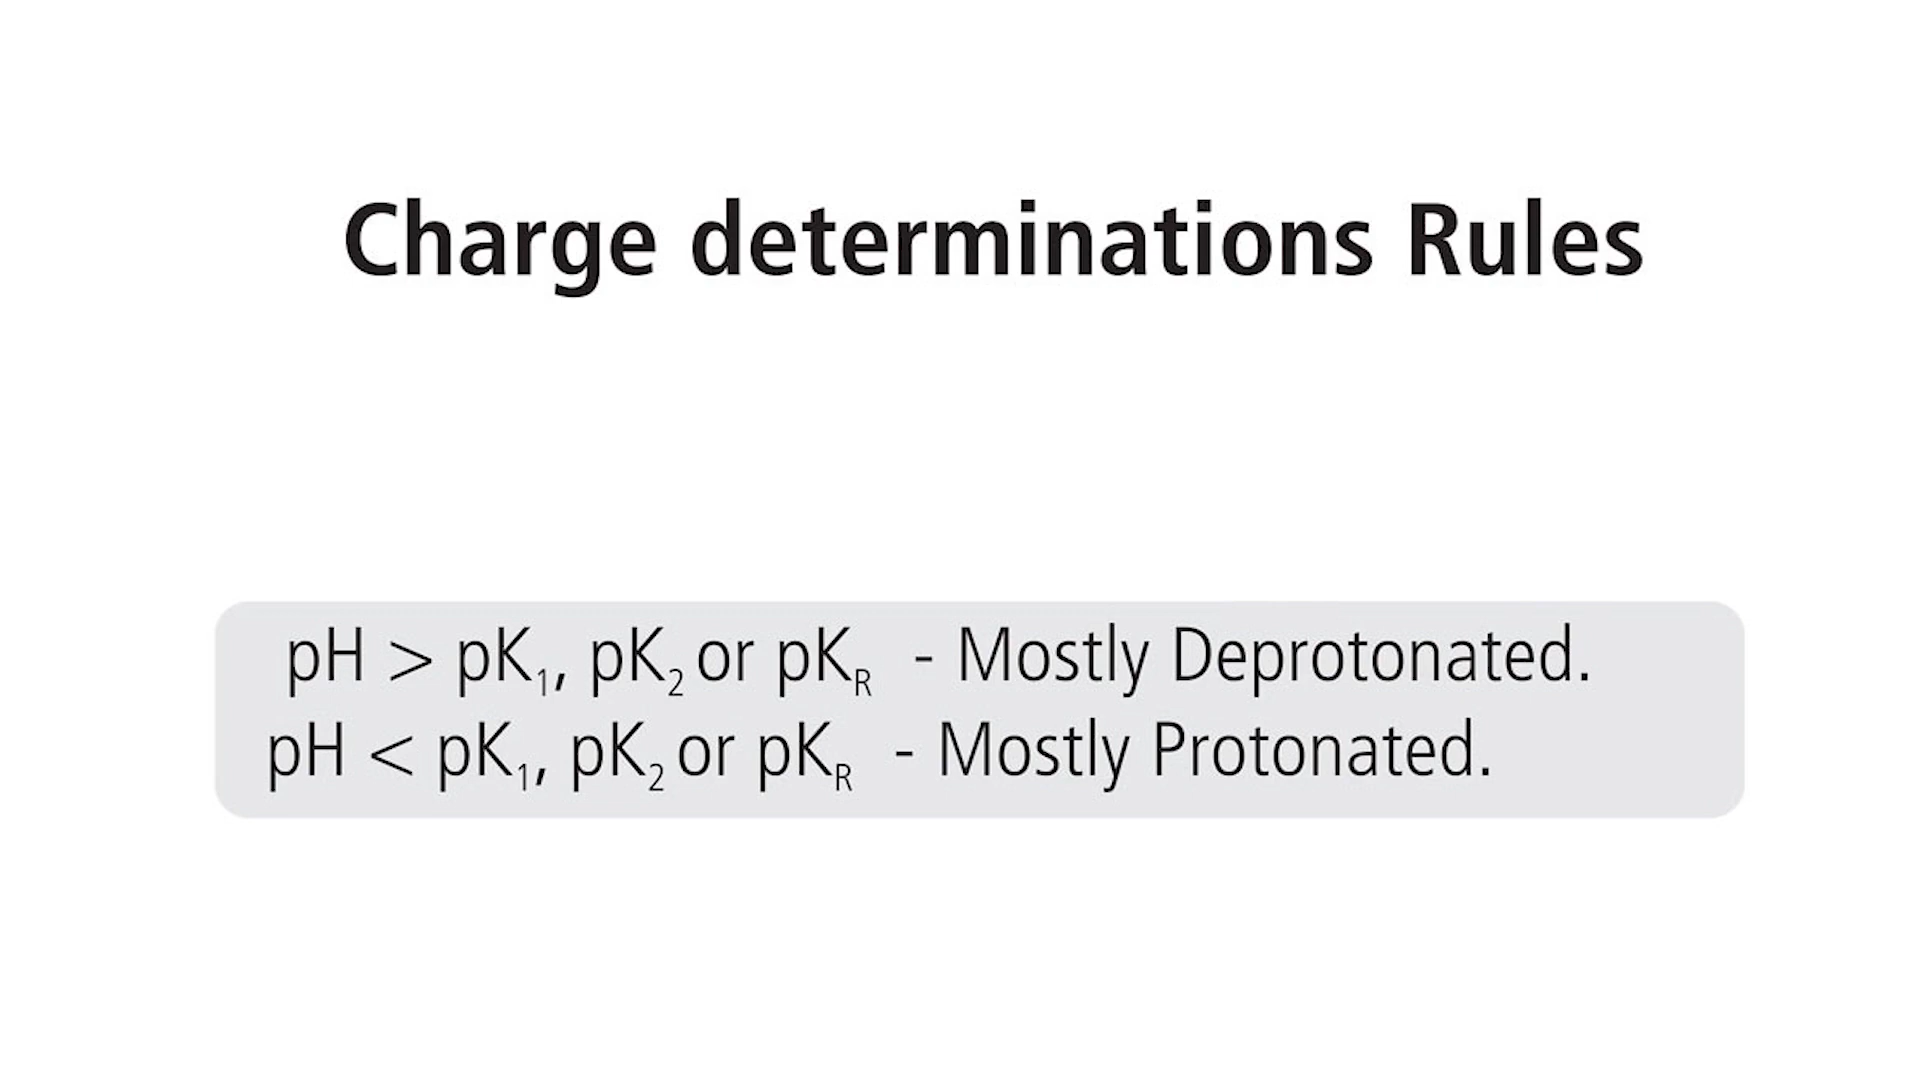 Charge determinations Rules
pH > pK₁, pK₂ or pKR - Mostly Deprotonated.
pH < pK₁, pK₂ or pKR - Mostly Protonated.